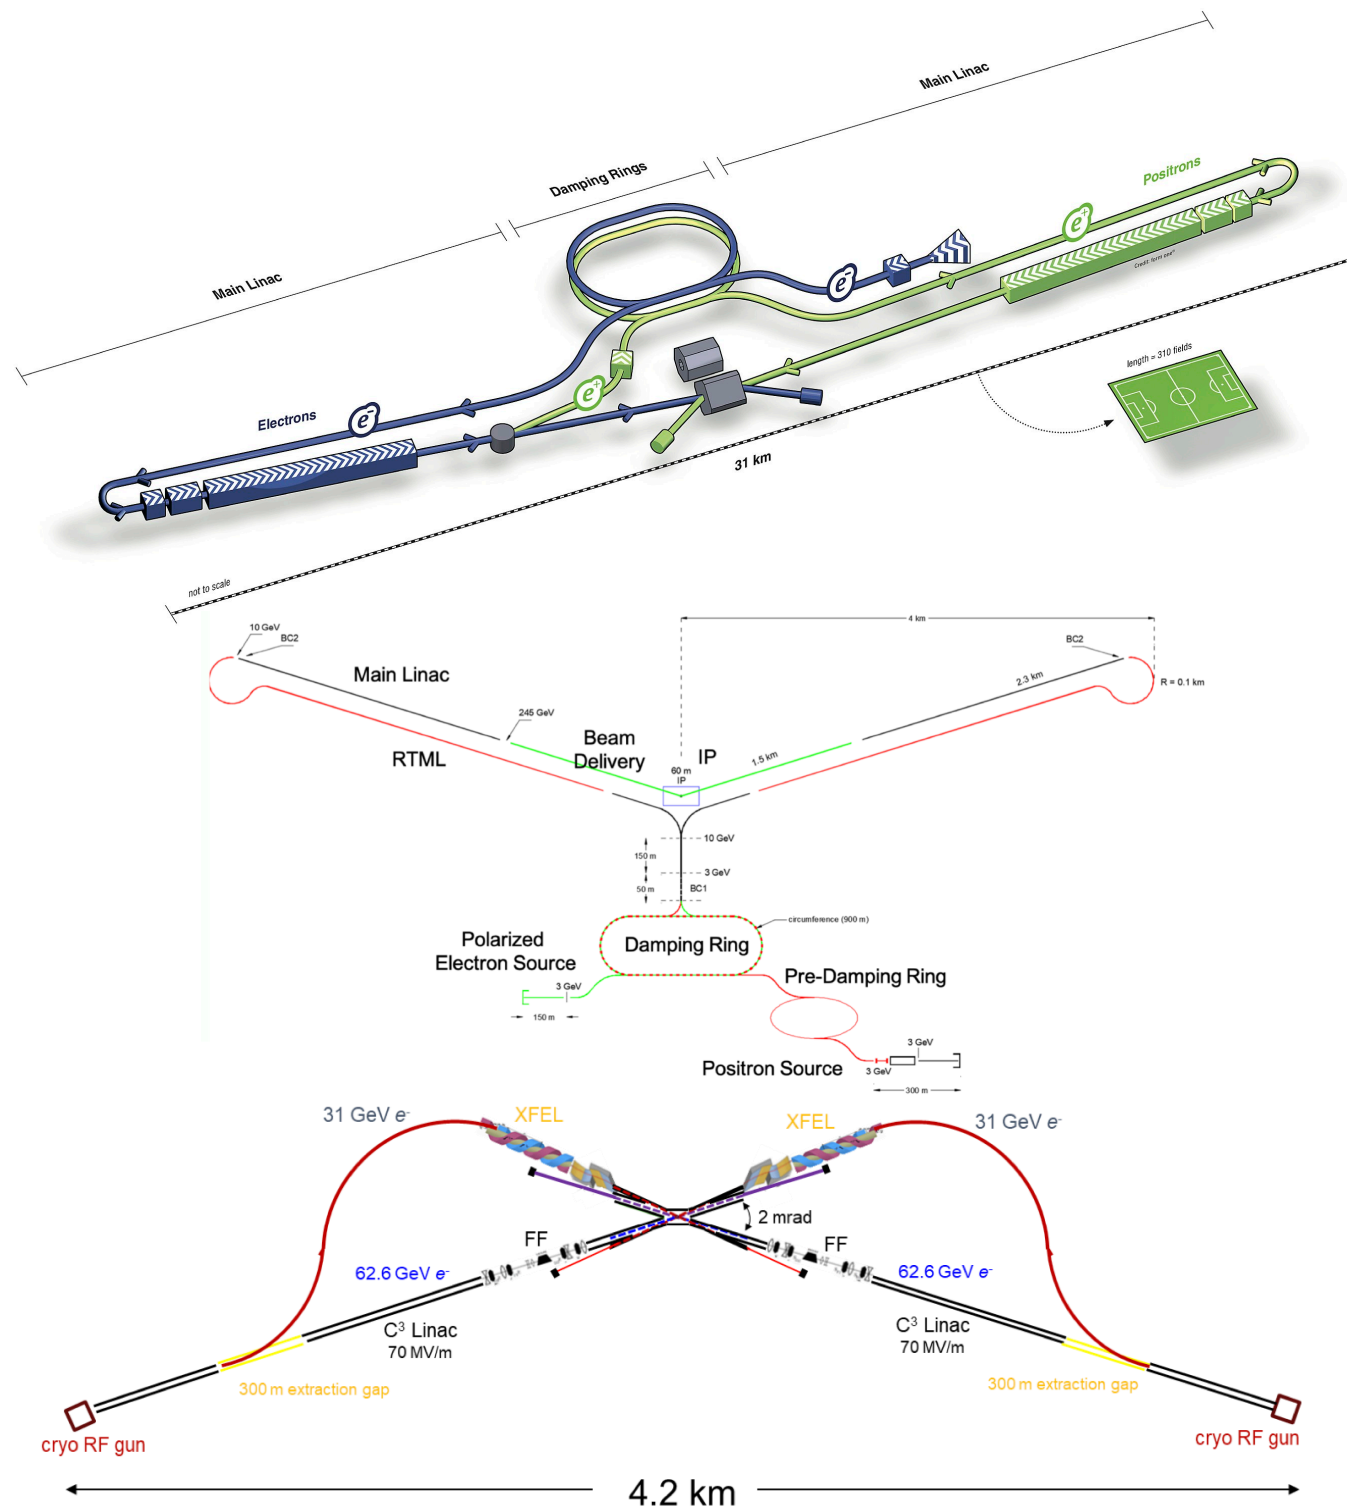 Main Linac
Damping Rings
Main Linac
Positrons
e+
e-
Electrons
e-
e+
length = 310 fields
31 km
not to scale
4 km
10 GeV
BC2
BC2
Main Linac
2.3 km
R = 0.1 km
245 GeV
Beam
Delivery
IP
RTML
1.5 km
60 m
IP
10 GeV
150 m
3 GeV
50 m
BC1
circumference (900 m)
Damping Ring
Polarized
Electron Source
Pre-Damping Ring
3 GeV
150 m
3 GeV
Positron Source
3 GeV
300 m
31 GeV e-
XFEL
XFEL
31 GeV e-
2 mrad
FF
FF
62.6 GeV e-
62.6 GeV e-
C3 Linac
70 MV/m
C3 Linac
70 MV/m
300 m extraction gap
300 m extraction gap
cryo RF gun
cryo RF gun
4.2 km